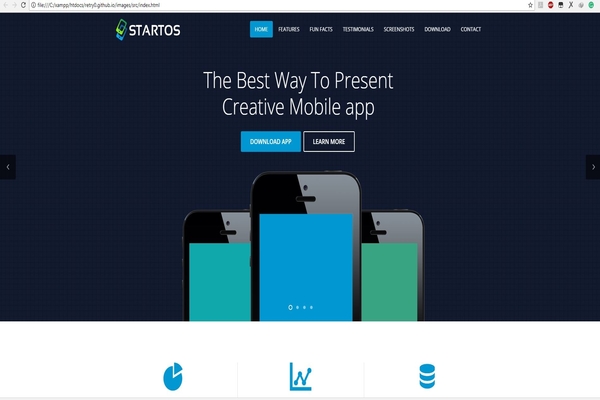 file:///C:/xampp/htdocs/retry0.github.io/images/src/index.html
STARTOS
HOME FEATURES FUN FACTS TESTIMONIALS SCREENSHOTS DOWNLOAD CONTACT
The Best Way To Present
Creative Mobile app
DOWNLOAD APP LEARN MORE